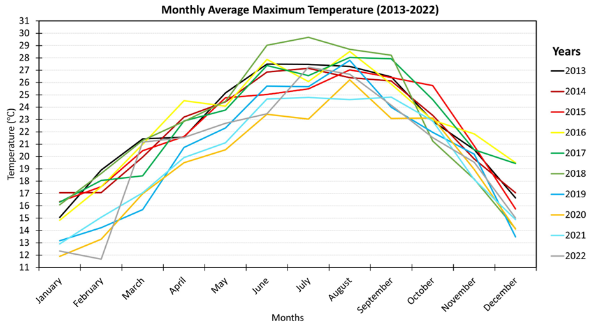 Monthly Average Maximum Temperature (2013-2022)
31
30
29
28
27
26
25
24
23
22
21
20
19
18
17
16
15
14
13
12
11
Temperature (°C)
January
February
March
April
May
June
July
August
September
October
November
December
Months
Years
2013
2014
2015
2016
2017
2018
2019
2020
2021
2022